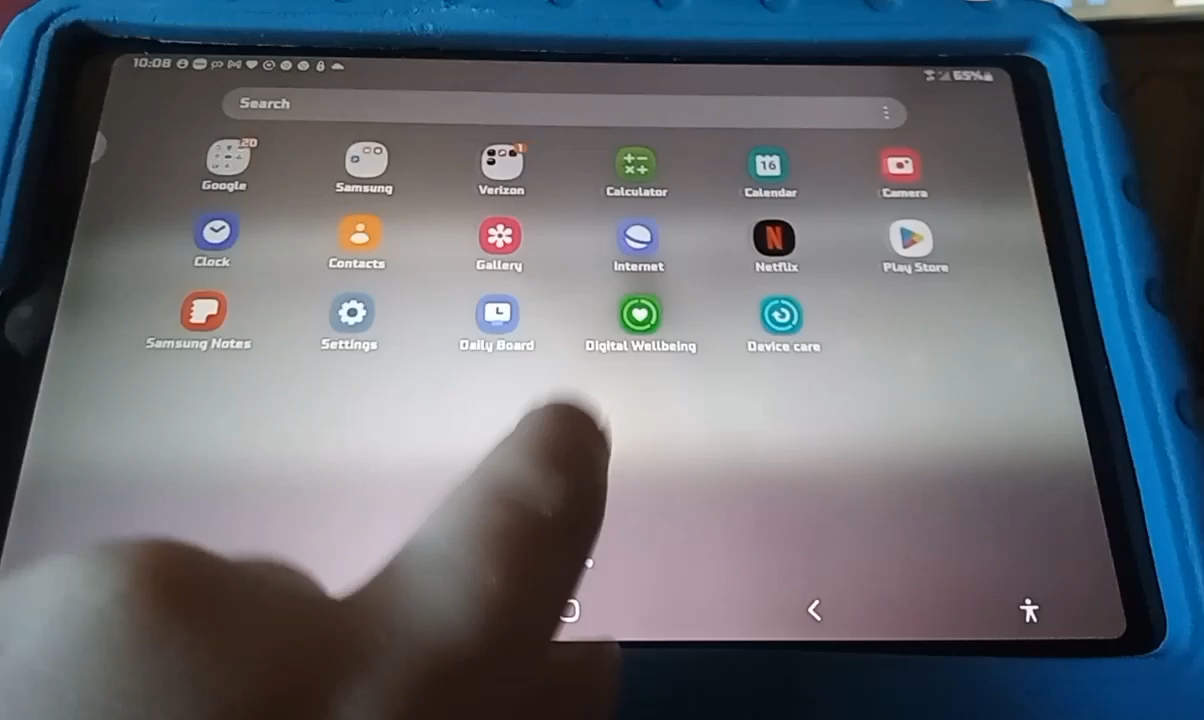 10:08 65%
Search
20 1 16
Google Samsung Verizon Calculator Calendar Camera
N
Clock Contacts Gallery Internet Netflix Play Store
Samsung Notes Settings Daily Board Digital Wellbeing Device care